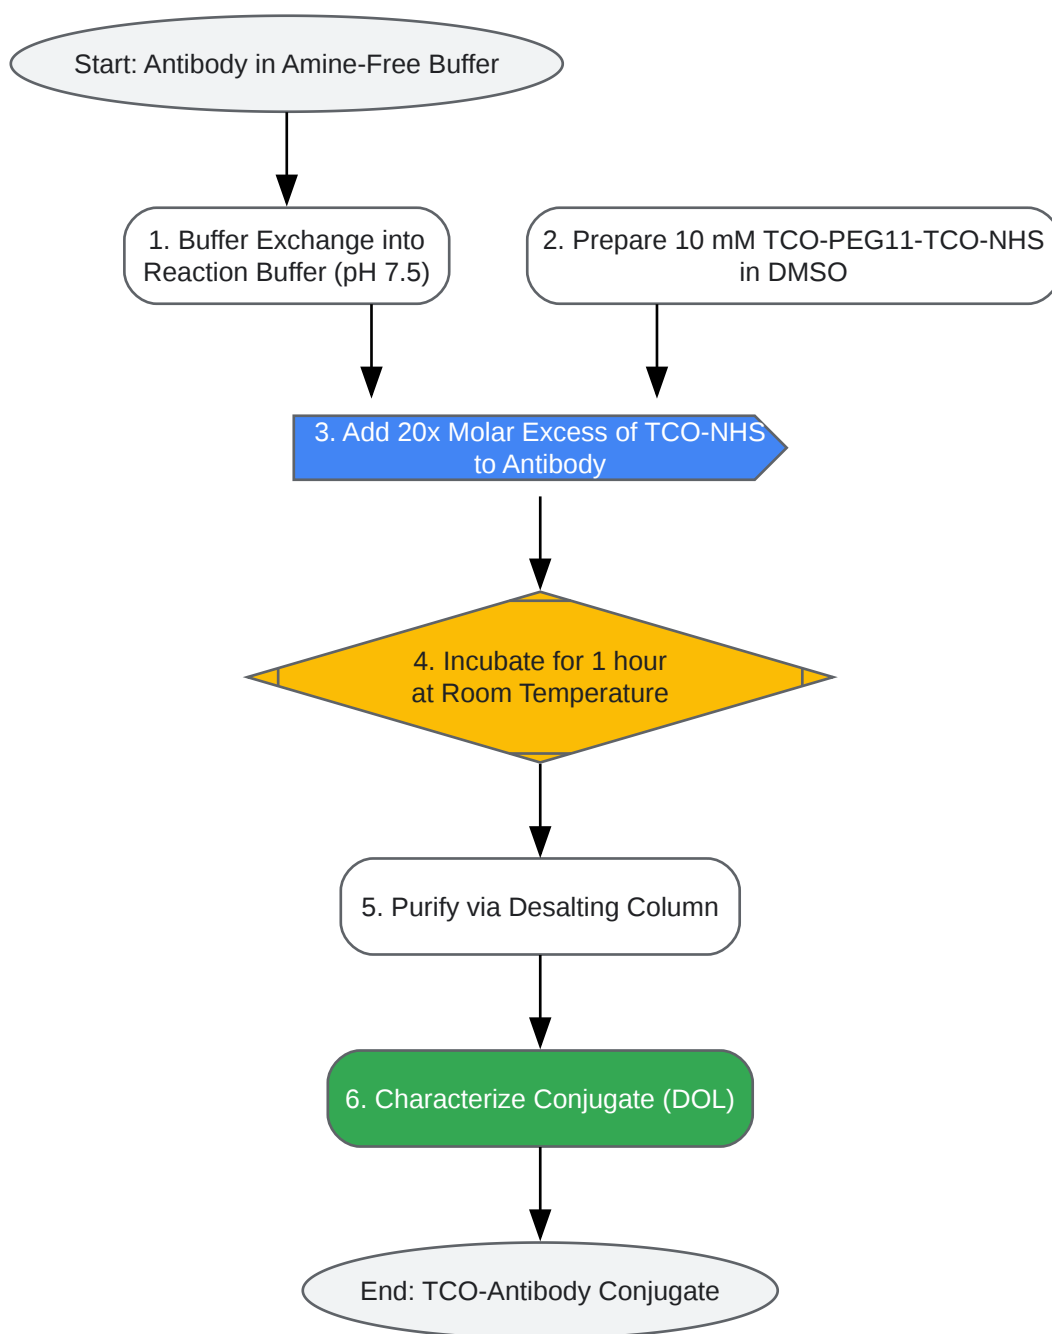 Start: Antibody in Amine-Free Buffer
1. Buffer Exchange into
Reaction Buffer (pH 7.5)
2. Prepare 10 mM TCO-PEG11-TCO-NHS
in DMSO
3. Add 20x Molar Excess of TCO-NHS
to Antibody
4. Incubate for 1 hour
at Room Temperature
5. Purify via Desalting Column
6. Characterize Conjugate (DOL)
End: TCO-Antibody Conjugate